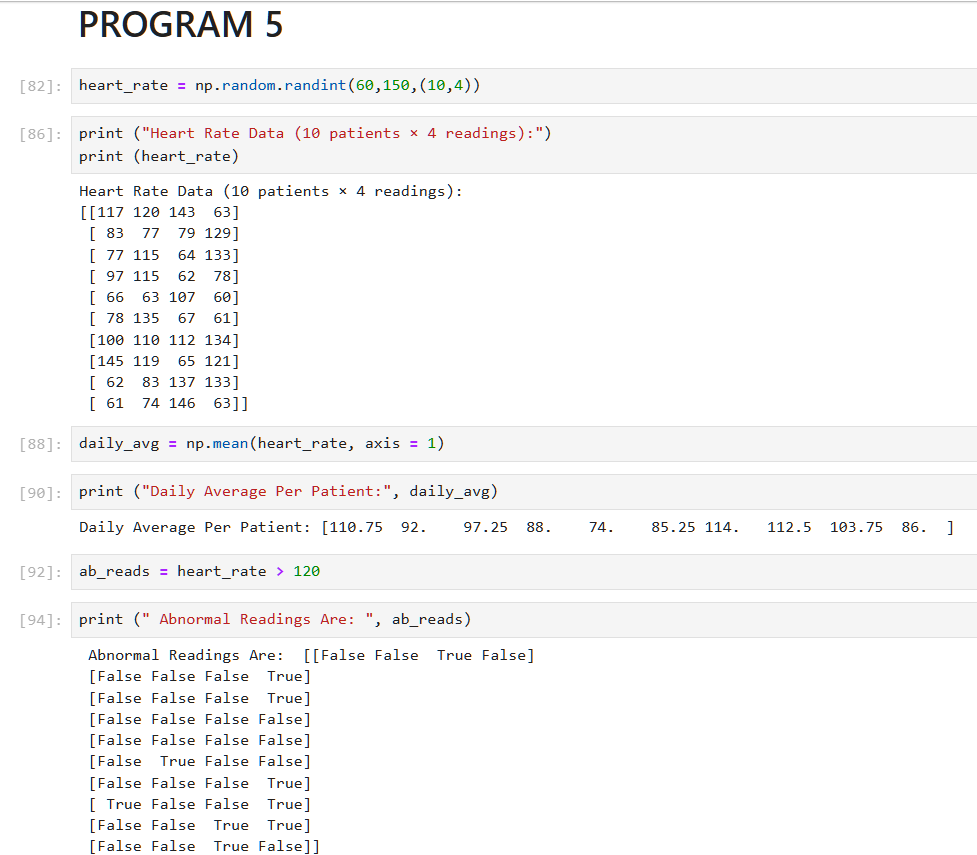 PROGRAM 5
[82]: heart_rate = np.random.randint(60,150,(10,4))
[86]: print ("Heart Rate Data (10 patients × 4 readings):")
print (heart_rate)
Heart Rate Data (10 patients × 4 readings):
[[117 120 143  63]
 [ 83  77  79 129]
 [ 77 115  64 133]
 [ 97 115  62  78]
 [ 66  63 107  60]
 [ 78 135  67  61]
 [100 110 112 134]
 [145 119  65 121]
 [ 62  83 137 133]
 [ 61  74 146  63]]
[88]: daily_avg = np.mean(heart_rate, axis = 1)
[90]: print ("Daily Average Per Patient:", daily_avg)
Daily Average Per Patient: [110.75  92.    97.25  88.    74.    85.25 114.   112.5  103.75  86.  ]
[92]: ab_reads = heart_rate > 120
[94]: print (" Abnormal Readings Are: ", ab_reads)
 Abnormal Readings Are:  [[False False  True False]
 [False False False  True]
 [False False False  True]
 [False False False False]
 [False False False False]
 [False  True False False]
 [False False False  True]
 [ True False False  True]
 [False False  True  True]
 [False False  True False]]